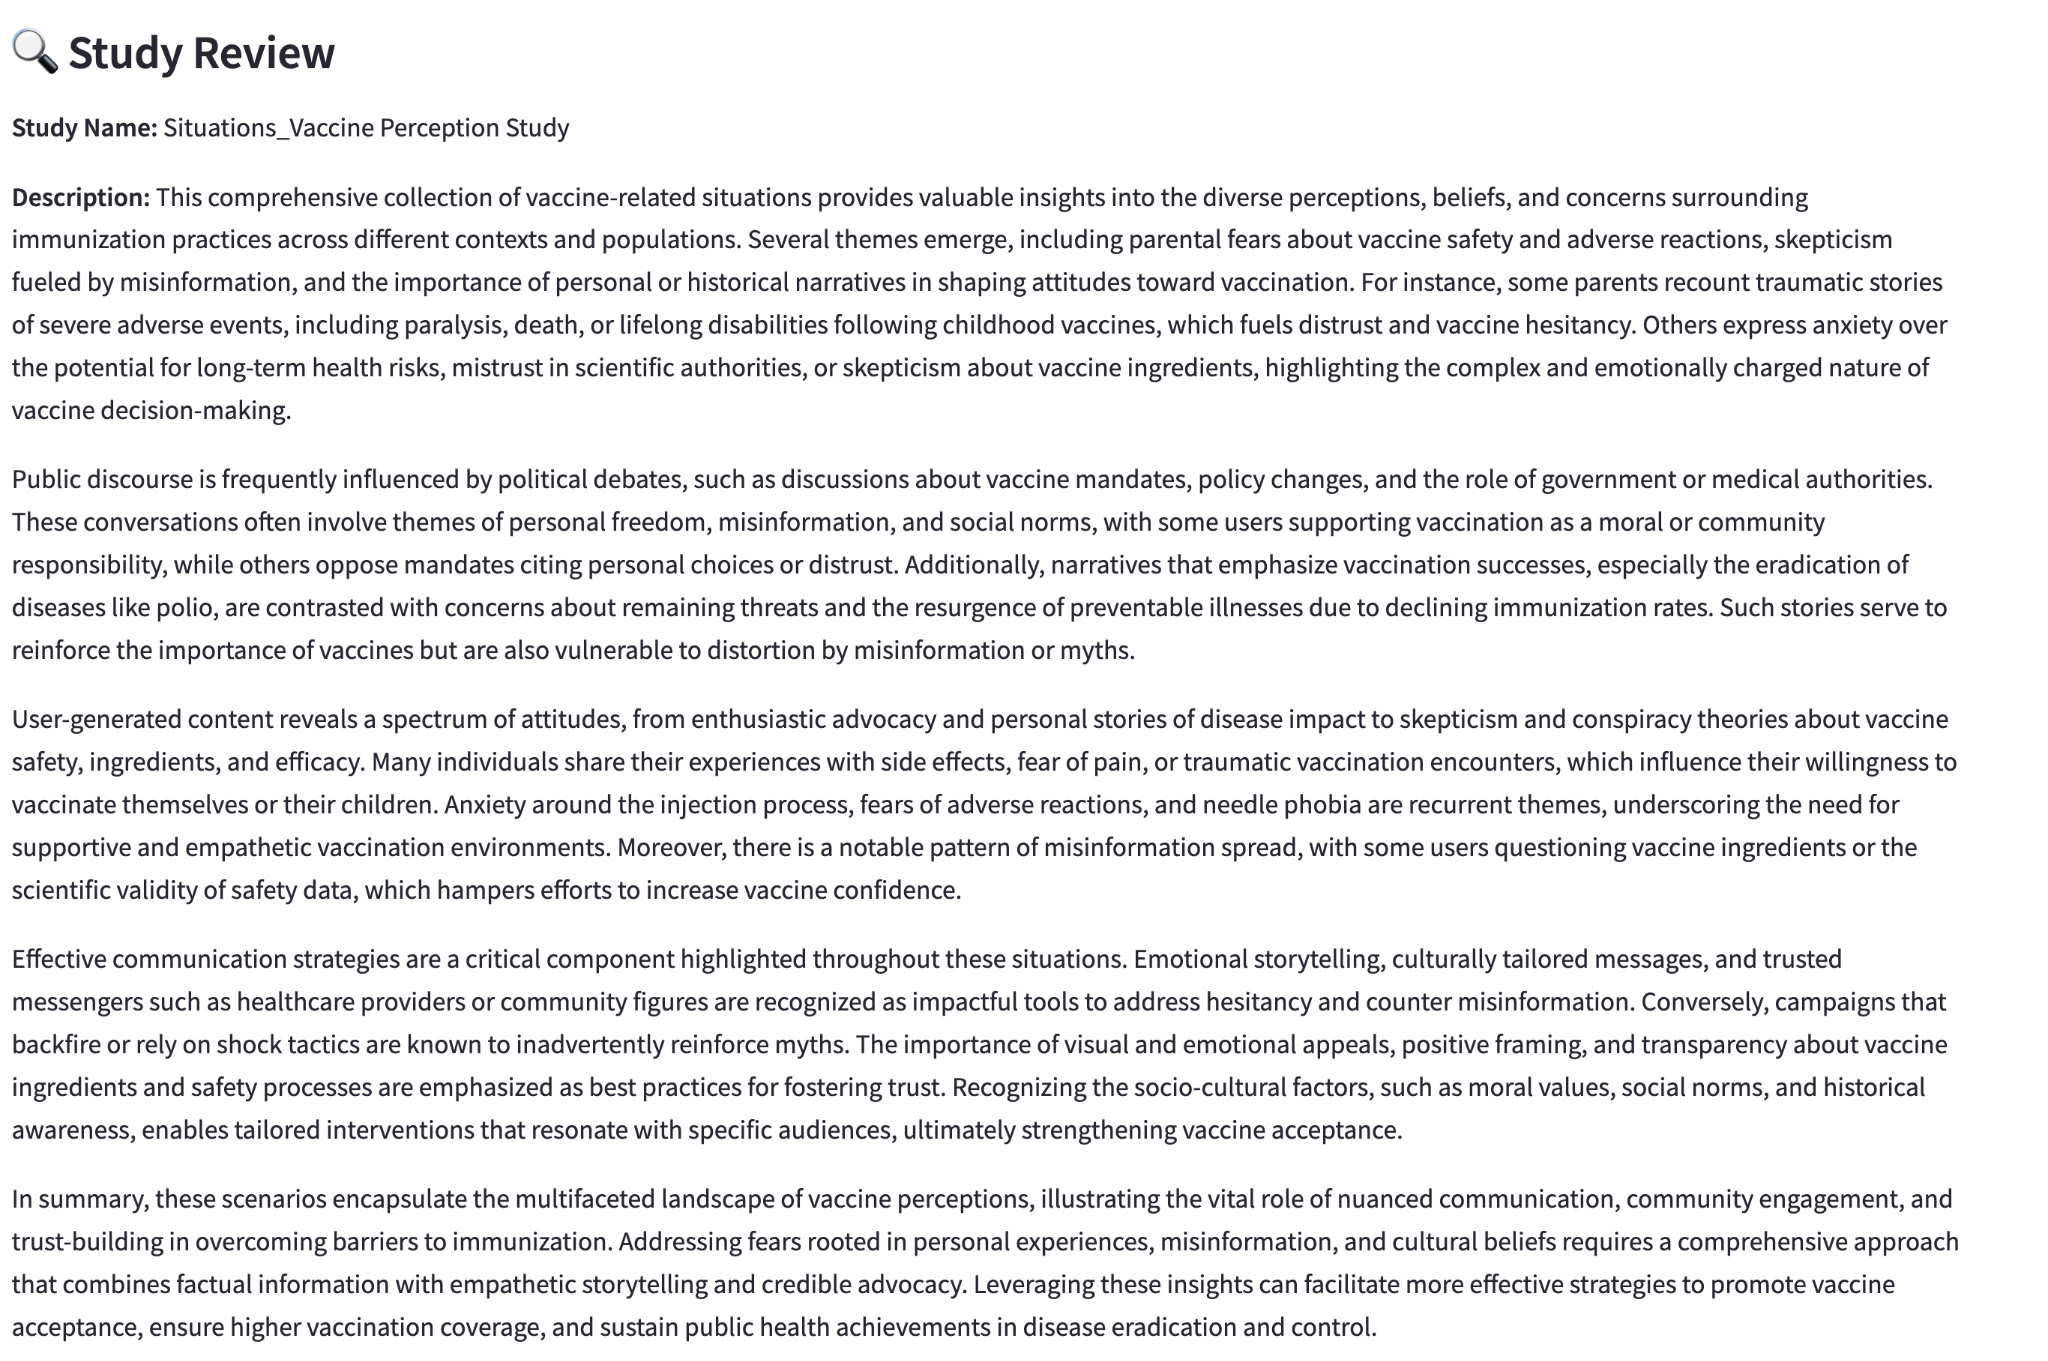 Study Review
Study Name: Situations_Vaccine Perception Study
Description: This comprehensive collection of vaccine-related situations provides valuable insights into the diverse perceptions, beliefs, and concerns surrounding
immunization practices across different contexts and populations. Several themes emerge, including parental fears about vaccine safety and adverse reactions, skepticism
fueled by misinformation, and the importance of personal or historical narratives in shaping attitudes toward vaccination. For instance, some parents recount traumatic stories
of severe adverse events, including paralysis, death, or lifelong disabilities following childhood vaccines, which fuels distrust and vaccine hesitancy. Others express anxiety over
the potential for long-term health risks, mistrust in scientific authorities, or skepticism about vaccine ingredients, highlighting the complex and emotionally charged nature of
vaccine decision-making.
Public discourse is frequently influenced by political debates, such as discussions about vaccine mandates, policy changes, and the role of government or medical authorities.
These conversations often involve themes of personal freedom, misinformation, and social norms, with some users supporting vaccination as a moral or community
responsibility, while others oppose mandates citing personal choices or distrust. Additionally, narratives that emphasize vaccination successes, especially the eradication of
diseases like polio, are contrasted with concerns about remaining threats and the resurgence of preventable illnesses due to declining immunization rates. Such stories serve to
reinforce the importance of vaccines but are also vulnerable to distortion by misinformation or myths.
User-generated content reveals a spectrum of attitudes, from enthusiastic advocacy and personal stories of disease impact to skepticism and conspiracy theories about vaccine
safety, ingredients, and efficacy. Many individuals share their experiences with side effects, fear of pain, or traumatic vaccination encounters, which influence their willingness to
vaccinate themselves or their children. Anxiety around the injection process, fears of adverse reactions, and needle phobia are recurrent themes, underscoring the need for
supportive and empathetic vaccination environments. Moreover, there is a notable pattern of misinformation spread, with some users questioning vaccine ingredients or the
scientific validity of safety data, which hampers efforts to increase vaccine confidence.
Effective communication strategies are a critical component highlighted throughout these situations. Emotional storytelling, culturally tailored messages, and trusted
messengers such as healthcare providers or community figures are recognized as impactful tools to address hesitancy and counter misinformation. Conversely, campaigns that
backfire or rely on shock tactics are known to inadvertently reinforce myths. The importance of visual and emotional appeals, positive framing, and transparency about vaccine
ingredients and safety processes are emphasized as best practices for fostering trust. Recognizing the socio-cultural factors, such as moral values, social norms, and historical
awareness, enables tailored interventions that resonate with specific audiences, ultimately strengthening vaccine acceptance.
In summary, these scenarios encapsulate the multifaceted landscape of vaccine perceptions, illustrating the vital role of nuanced communication, community engagement, and
trust-building in overcoming barriers to immunization. Addressing fears rooted in personal experiences, misinformation, and cultural beliefs requires a comprehensive approach
that combines factual information with empathetic storytelling and credible advocacy. Leveraging these insights can facilitate more effective strategies to promote vaccine
acceptance, ensure higher vaccination coverage, and sustain public health achievements in disease eradication and control.